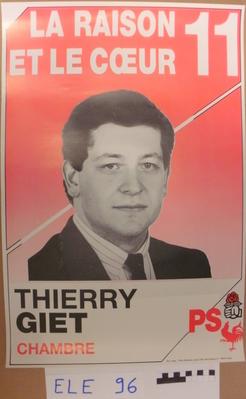 LA RAISON
ET LE CŒUR
11
THIERRY
GIET
CHAMBRE
PS
ELE 96